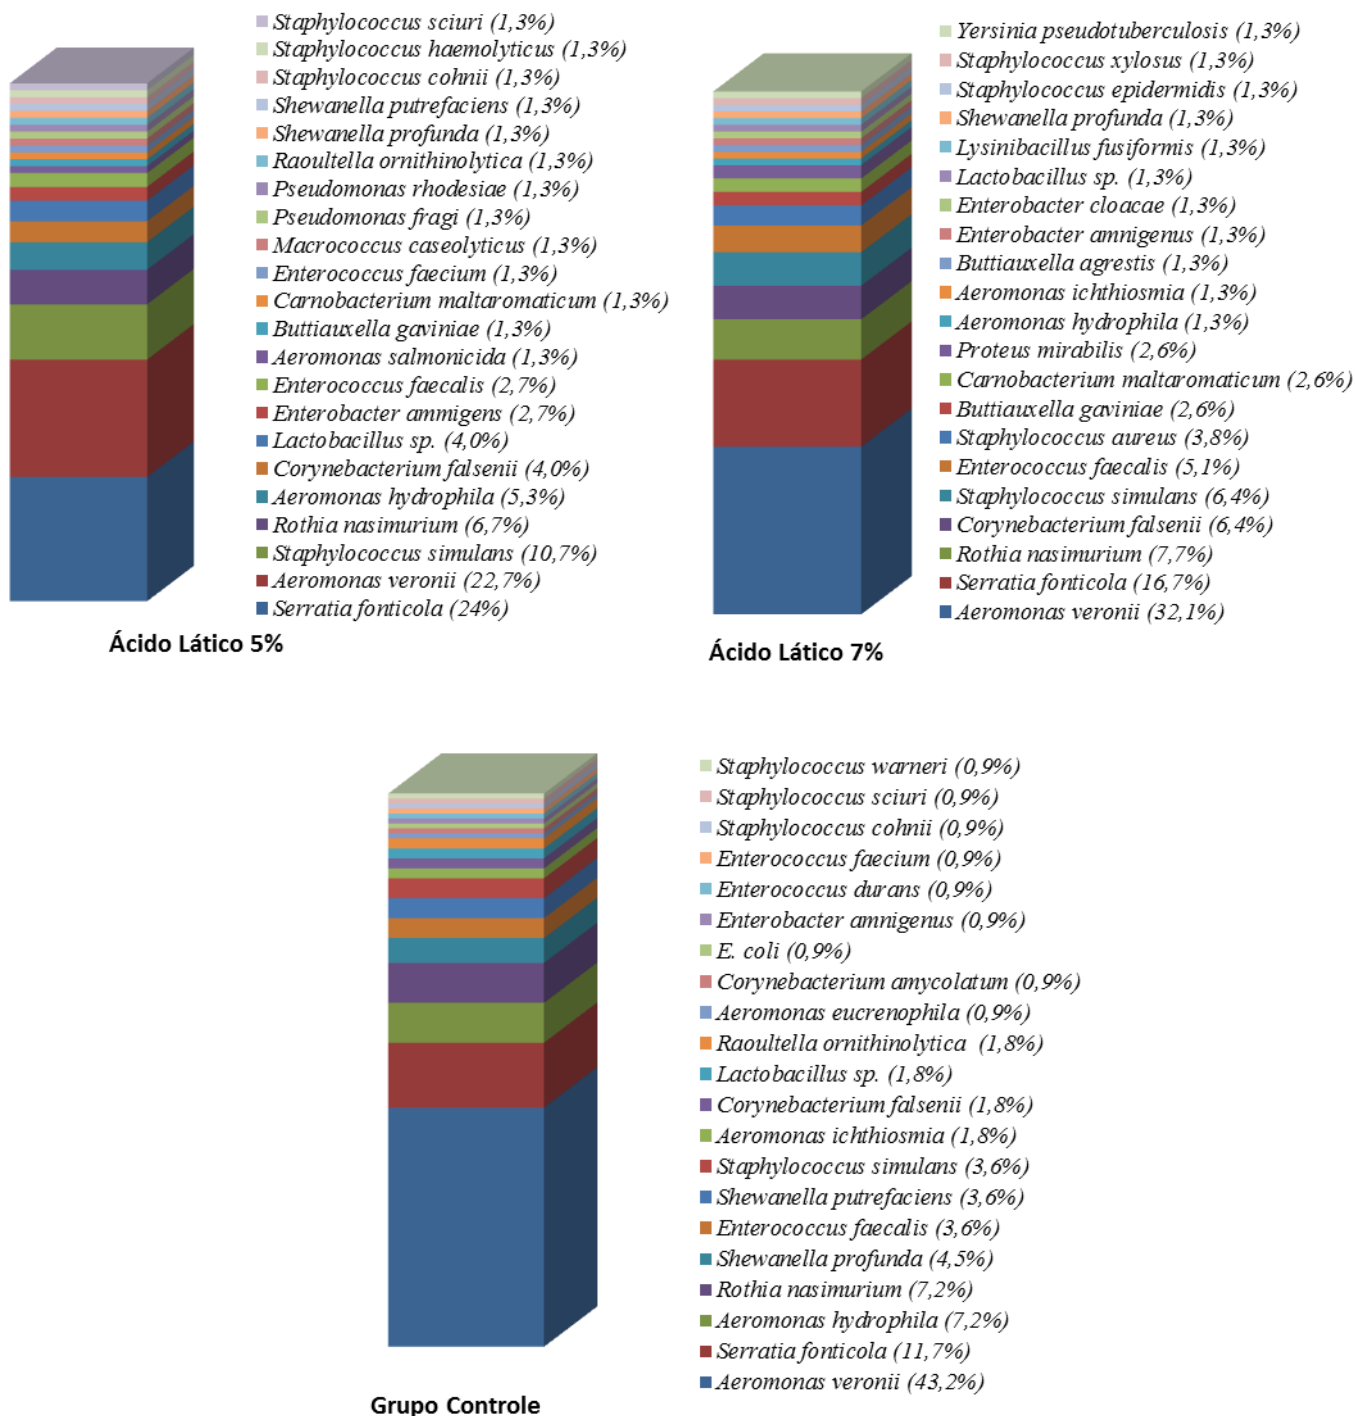 Staphylococcus sciuri (1,3%)
Staphylococcus haemolyticus (1,3%)
Staphylococcus cohnii (1,3%)
Shewanella putrefaciens (1,3%)
Shewanella profunda (1,3%)
Raoultella ornithinolytica (1,3%)
Pseudomonas rhodesiae (1,3%)
Pseudomonas fragi (1,3%)
Macrococcus caseolyticus (1,3%)
Enterococcus faecium (1,3%)
Carnobacterium maltaromaticum (1,3%)
Buttiauxella gaviniae (1,3%)
Aeromonas salmonicida (1,3%)
Enterococcus faecalis (2,7%)
Enterobacter ammigens (2,7%)
Lactobacillus sp. (4,0%)
Corynebacterium falsenii (4,0%)
Aeromonas hydrophila (5,3%)
Rothia nasimurium (6,7%)
Staphylococcus simulans (10,7%)
Aeromonas veronii (22,7%)
Serratia fonticola (24%)
Ácido Lático 5%
Yersinia pseudotuberculosis (1,3%)
Staphylococcus xylosus (1,3%)
Staphylococcus epidermidis (1,3%)
Shewanella profunda (1,3%)
Lysinibacillus fusiformis (1,3%)
Lactobacillus sp. (1,3%)
Enterobacter cloacae (1,3%)
Enterobacter amnigenus (1,3%)
Buttiauxella agrestis (1,3%)
Aeromonas ichthiosmia (1,3%)
Aeromonas hydrophila (1,3%)
Proteus mirabilis (2,6%)
Carnobacterium maltaromaticum (2,6%)
Buttiauxella gaviniae (2,6%)
Staphylococcus aureus (3,8%)
Enterococcus faecalis (5,1%)
Staphylococcus simulans (6,4%)
Corynebacterium falsenii (6,4%)
Rothia nasimurium (7,7%)
Serratia fonticola (16,7%)
Aeromonas veronii (32,1%)
Ácido Lático 7%
Staphylococcus warneri (0,9%)
Staphylococcus sciuri (0,9%)
Staphylococcus cohnii (0,9%)
Enterococcus faecium (0,9%)
Enterococcus durans (0,9%)
Enterobacter amnigenus (0,9%)
E. coli (0,9%)
Corynebacterium amycolatum (0,9%)
Aeromonas eucrenophila (0,9%)
Raoultella ornithinolytica (1,8%)
Lactobacillus sp. (1,8%)
Corynebacterium falsenii (1,8%)
Aeromonas ichthiosmia (1,8%)
Staphylococcus simulans (3,6%)
Shewanella putrefaciens (3,6%)
Enterococcus faecalis (3,6%)
Shewanella profunda (4,5%)
Rothia nasimurium (7,2%)
Aeromonas hydrophila (7,2%)
Serratia fonticola (11,7%)
Aeromonas veronii (43,2%)
Grupo Controle